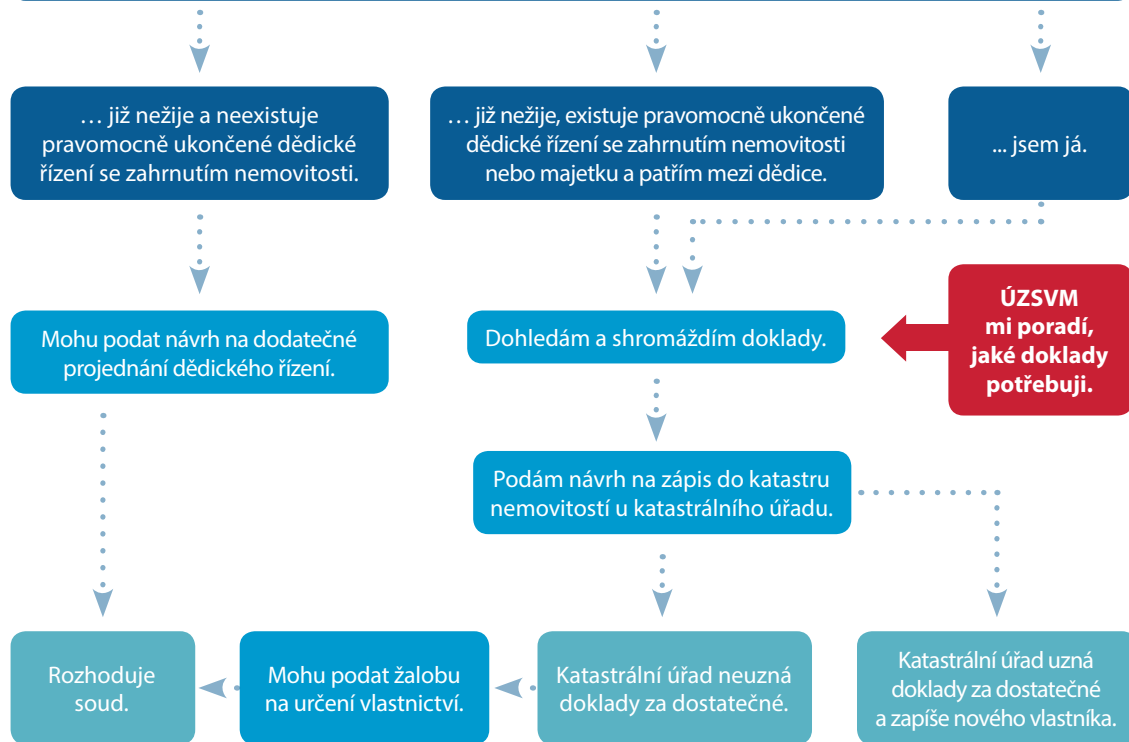 … již nežije a neexistuje
pravomocně ukončené dědické
řízení se zahrnutím nemovitosti.
… již nežije, existuje pravomocně ukončené
dědické řízení se zahrnutím nemovitosti
nebo majetku a patřím mezi dědice.
... jsem já.
Mohu podat návrh na dodatečné
projednání dědického řízení.
Dohledám a shromáždím doklady.
ÚZSVM
mi poradí,
jaké doklady
potřebuji.
Podám návrh na zápis do katastru
nemovitostí u katastrálního úřadu.
Rozhoduje
soud.
Mohu podat žalobu
na určení vlastnictví.
Katastrální úřad neuzná
doklady za dostatečné.
Katastrální úřad uzná
doklady za dostatečné
a zapíše nového vlastníka.